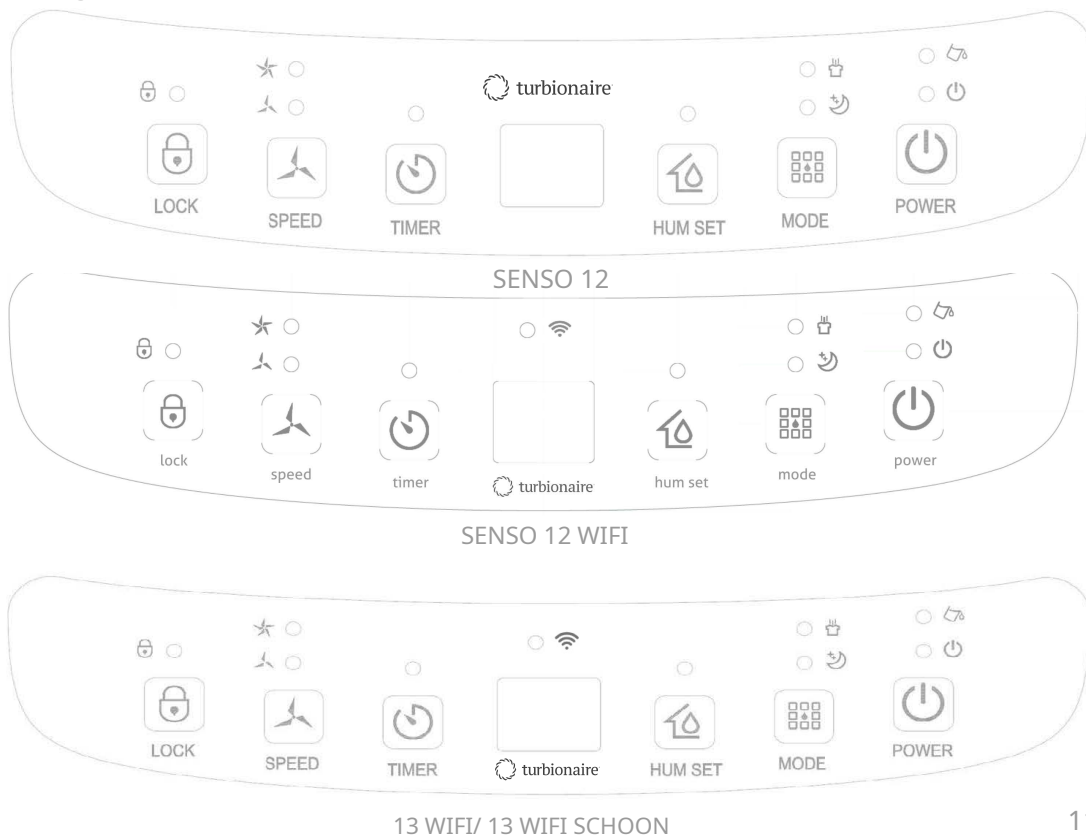 turbionaire
LOCK SPEED TIMER HUM SET MODE POWER
SENSO 12
lock speed timer turbionaire hum set mode power
SENSO 12 WIFI
LOCK SPEED TIMER turbionaire HUM SET MODE POWER
13 WIFI/ 13 WIFI SCHOON